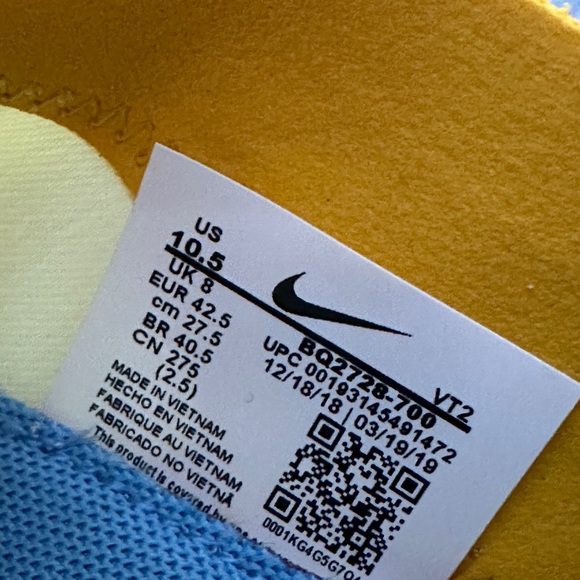 US
10.5
UK 8
EUR 42.5
cm 27.5
BR 40.5
CN 275
(2.5)
MADE IN VIETNAM
HECHO EN VIETNAM
FABRIQUE AU VIETNAM
FABRICADO NO VIETNÃ
This product is covered by
VT2
BQ2728-700
UPC 00193145491472
12/18/18 | 03/19/19
0001KG4G5G7